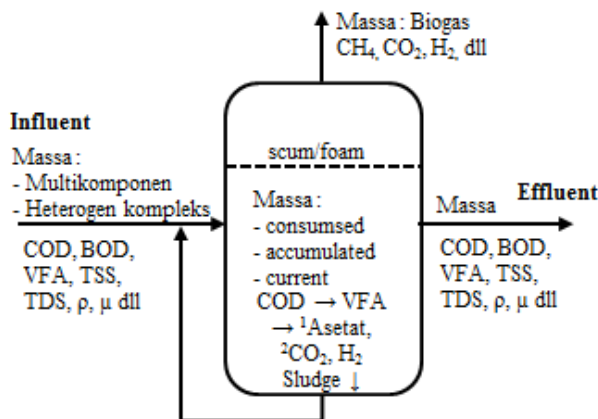 Massa : Biogas
CH₄, CO₂, H₂, dll
Influent
Massa :
- Multikomponen
- Heterogen kompleks
COD, BOD,
VFA, TSS,
TDS, ρ, μ dll
scum/foam
Massa :
- consumsed
- accumulated
- current
COD → VFA
→ ¹Asetat,
²CO₂, H₂
Sludge ↓
Effluent
Massa
COD, BOD,
VFA, TSS,
TDS, ρ, μ dll